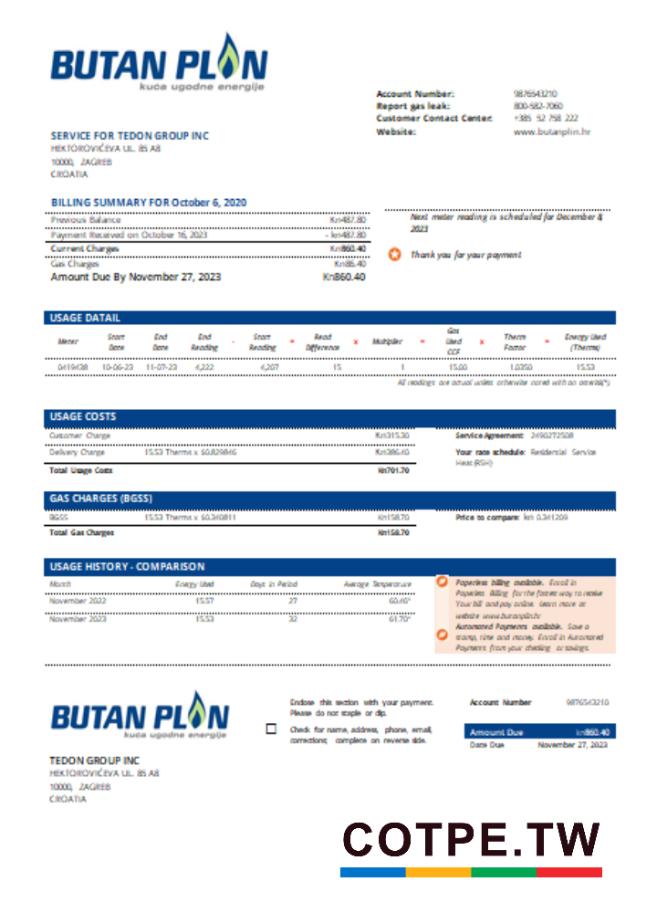 BUTAN PLIN
kuća ugodne energije
Account Number: 9876543210
Report gas leak: 800-582-7060
Customer Contact Center: +385 52 758 222
Website: www.butanplin.hr
SERVICE FOR TEDON GROUP INC
HEKTOROVIĆEVA UL. 85 A8
10000, ZAGREB
CROATIA
BILLING SUMMARY FOR October 6, 2020
Previous Balance Kn487.80
Payment Received on October 16, 2023 - kn487.80
Current Charges Kn860.40
Gas Charges Kn86.40
Amount Due By November 27, 2023 Kn860.40
Next meter reading is scheduled for December 8,
2023
Thank you for your payment
USAGE DATAIL
Meter Start Date End Date End Reading - Start Reading = Read Difference x Multiplier = Gas Used CCF x Therm Factor = Energy Used (Therms)
0419438 10-06-23 11-07-23 4,222 4,207 15 1 15.00 1.0350 15.53
All readings are actual unless otherwise noted with an asterisk(*)
USAGE COSTS
Customer Charge Kn315.30
Delivery Charge 15.53 Therms x $0.829846 Kn386.40
Total Usage Costs Kn701.70
Service Agreement: 2490272508
Your rate schedule: Residential Service
Heat (RSH)
GAS CHARGES (BGSS)
BGSS 15.53 Therms x $0.340811 Kn158.70
Total Gas Charges Kn158.70
Price to compare: kn 0.341209
USAGE HISTORY - COMPARISON
Month Energy Used Days in Period Average Temperature
November 2022 15.57 27 60.40°
November 2023 15.53 32 61.70°
Paperless billing available. Enroll in
Paperless Billing for the fastest way to receive
Your bill and pay online. Learn more at
website www.butanplin.hr
Automated Payments available. Save a
stamp, time and money. Enroll in Automated
Payments from your checking or savings.
BUTAN PLIN
kuća ugodne energije
Enclose this section with your payment.
Please do not staple or clip.
Check for name, address, phone, email,
corrections; complete on reverse side.
Account Number 9876543210
Amount Due kn860.40
Date Due November 27, 2023
TEDON GROUP INC
HEKTOROVIĆEVA UL. 85 A8
10000, ZAGREB
CROATIA
COTPE.TW